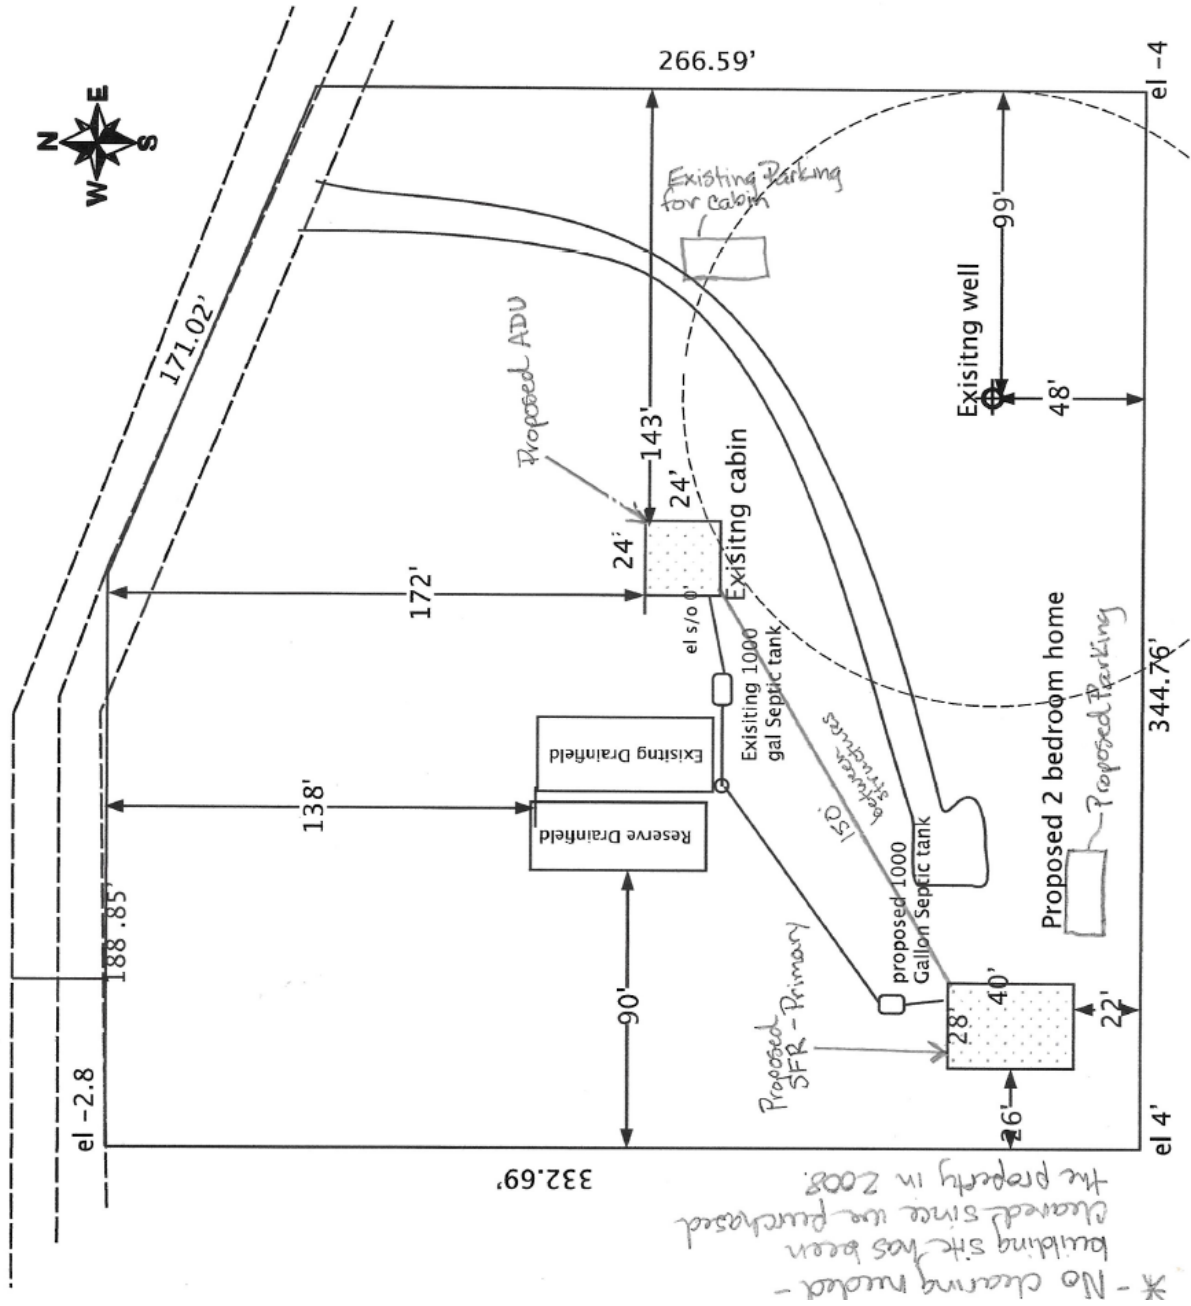 N
W E
S
266.59'
el -4
171.02'
Existing Parking
for cabin
99'
Exisitng well
48'
Proposed ADU
143'
24'
24'
Exisitng cabin
172'
el s/o 0'
Exisiting 1000
gal Septic tank
Exisitng Drainfield
Reserve Drainfield
138'
150'
between
structures
Proposed 2 bedroom home
Proposed Parking
344.76'
188.85'
90'
proposed 1000
Gallon Septic tank
Proposed
SFR - Primary
28'
40'
22'
26'
el -2.8
el 4'
332.69'
* - No clearing needed -
building site has been
cleared since we purchased
the property in 2008.